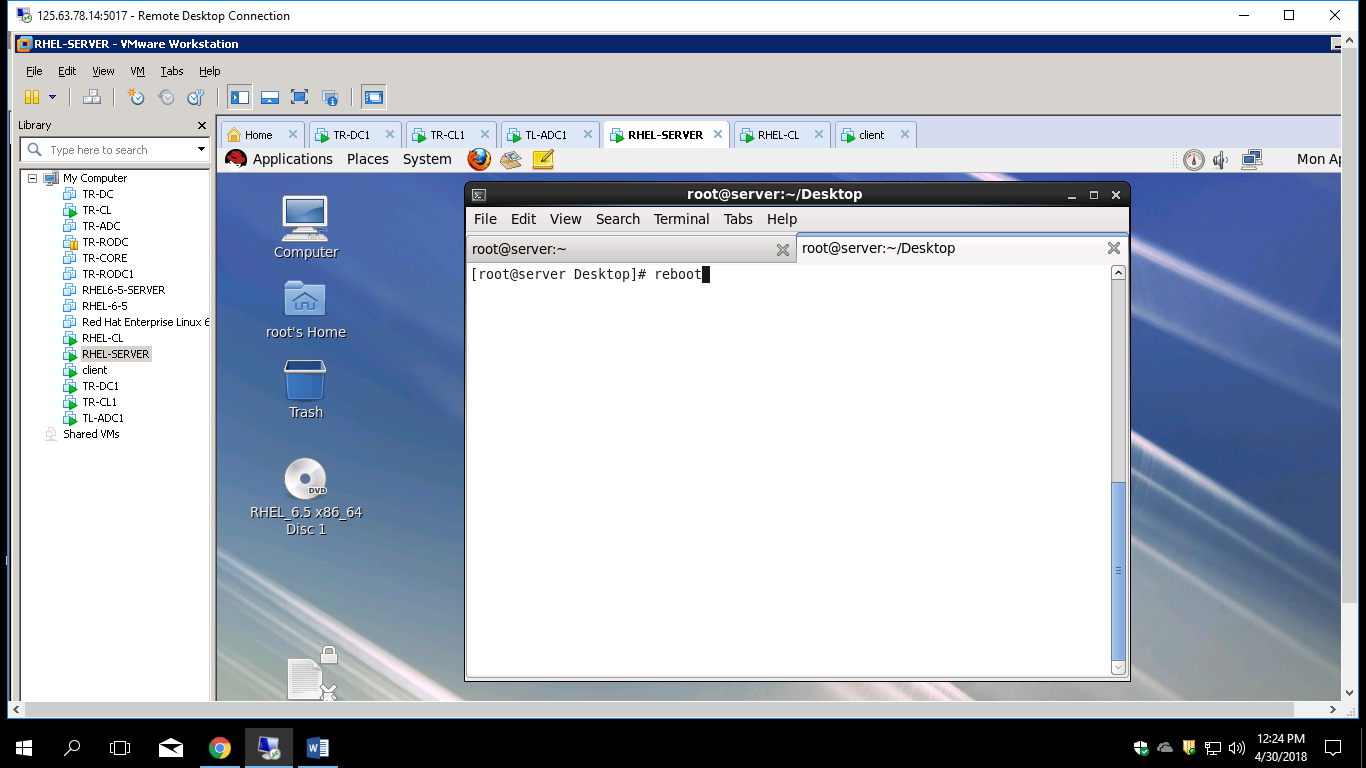 125.63.78.14:5017 - Remote Desktop Connection
RHEL-SERVER - VMware Workstation
File Edit View VM Tabs Help
Library
Type here to search
My Computer
TR-DC
TR-CL
TR-ADC
TR-RODC
TR-CORE
TR-RODC1
RHEL6-5-SERVER
RHEL-6-5
Red Hat Enterprise Linux 6
RHEL-CL
RHEL-SERVER
client
TR-DC1
TR-CL1
TL-ADC1
Shared VMs
Home TR-DC1 TR-CL1 TL-ADC1 RHEL-SERVER RHEL-CL client
Applications Places System Mon Ap
Computer
root's Home
Trash
DVD
RHEL_6.5 x86_64
Disc 1
root@server:~/Desktop
File Edit View Search Terminal Tabs Help
root@server:~ root@server:~/Desktop
[root@server Desktop]# reboot
12:24 PM
4/30/2018